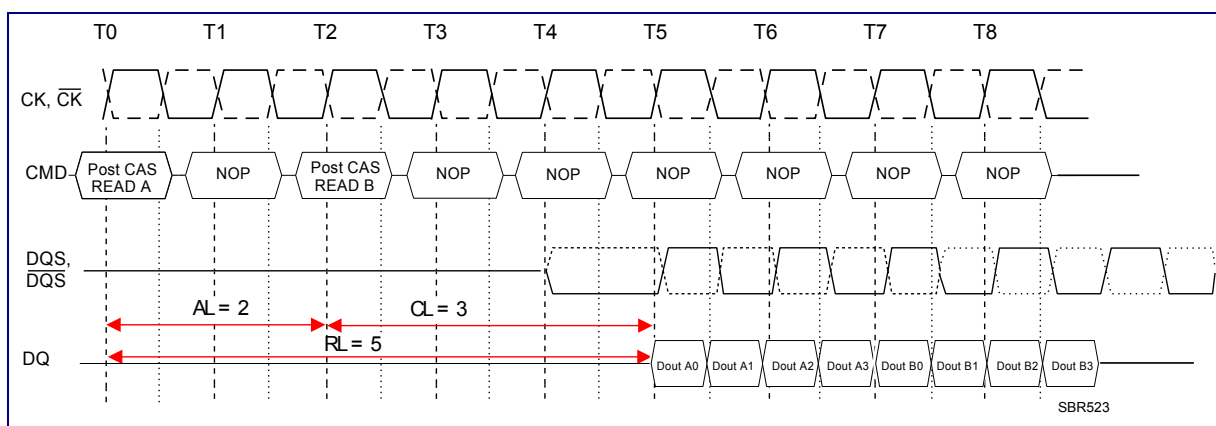 T0 T1 T2 T3 T4 T5 T6 T7 T8
CK, CK
CMD
Post CAS
READ A
NOP
Post CAS
READ B
NOP
NOP
NOP
NOP
NOP
NOP
DQS,
DQS
AL = 2
CL = 3
RL = 5
DQ
Dout A0 Dout A1 Dout A2 Dout A3 Dout B0 Dout B1 Dout B2 Dout B3
SBR523